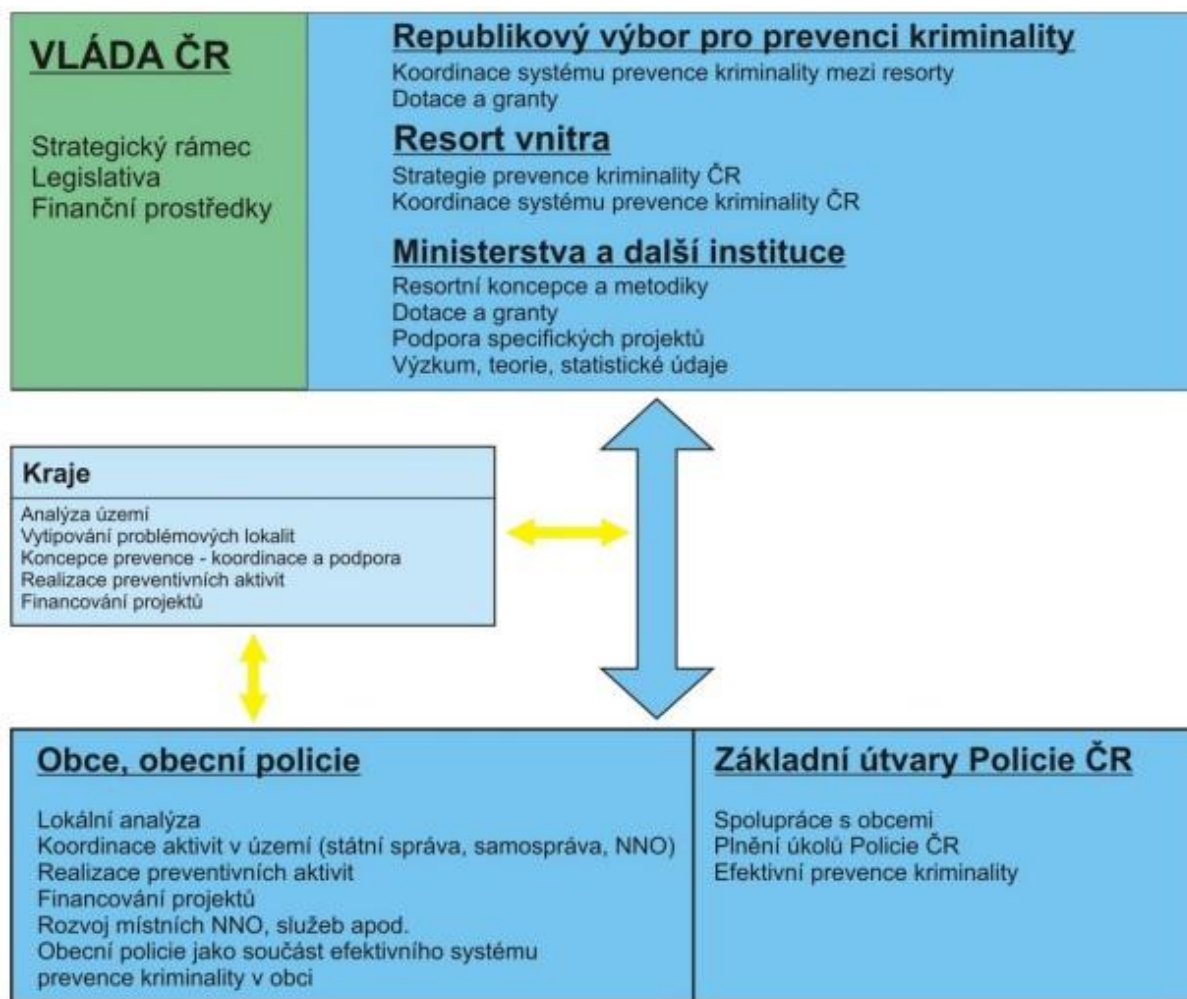 VLÁDA ČR
Strategický rámec
Legislativa
Finanční prostředky
Republikový výbor pro prevenci kriminality
Koordinace systému prevence kriminality mezi resorty
Dotace a granty
Resort vnitra
Strategie prevence kriminality ČR
Koordinace systému prevence kriminality ČR
Ministerstva a další instituce
Resortní koncepce a metodiky
Dotace a granty
Podpora specifických projektů
Výzkum, teorie, statistické údaje
Kraje
Analýza území
Vytipování problémových lokalit
Koncepce prevence - koordinace a podpora
Realizace preventivních aktivit
Financování projektů
Obce, obecní policie
Lokální analýza
Koordinace aktivit v území (státní správa, samospráva, NNO)
Realizace preventivních aktivit
Financování projektů
Rozvoj místních NNO, služeb apod.
Obecní policie jako součást efektivního systému
prevence kriminality v obci
Základní útvary Policie ČR
Spolupráce s obcemi
Plnění úkolů Policie ČR
Efektivní prevence kriminality